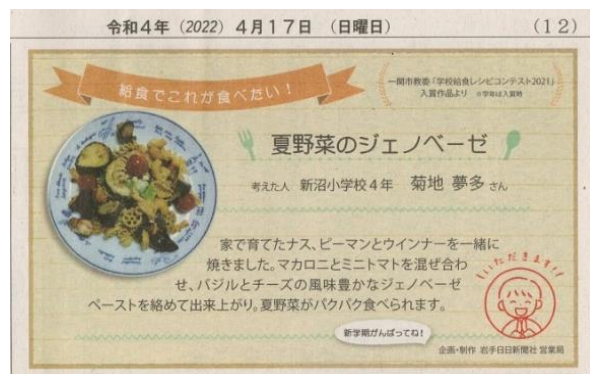 令和4年（2022）4月17日（日曜日）（12）
給食でこれが食べたい！
一関市教委「学校給食レシピコンテスト2021」
入賞作品より ※学年は入賞時
夏野菜のジェノベーゼ
考えた人 新沼小学校4年 菊地 夢多さん
家で育てたナス、ピーマンとウインナーを一緒に
焼きました。マカロニとミニトマトを混ぜ合わ
せ、バジルとチーズの風味豊かなジェノベーゼ
ペーストを絡めて出来上がり。夏野菜がパクパク食べられます。
いただきます!!
新学期がんばってね！
企画・制作 岩手日日新聞社 営業局